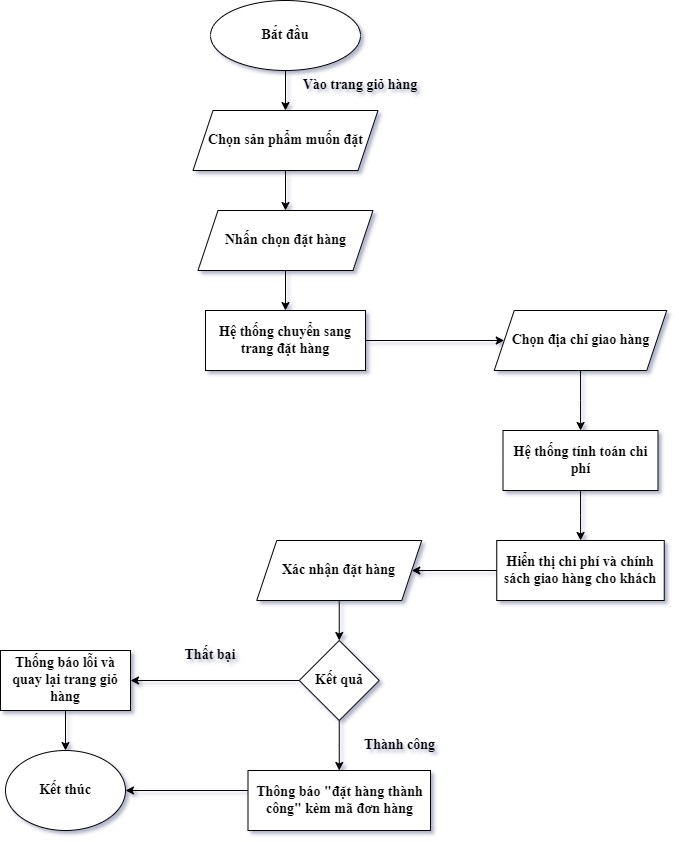 Bắt đầu
Vào trang giỏ hàng
Chọn sản phẩm muốn đặt
Nhấn chọn đặt hàng
Hệ thống chuyển sang
trang đặt hàng
Chọn địa chỉ giao hàng
Hệ thống tính toán chi
phí
Hiển thị chi phí và chính
sách giao hàng cho khách
Xác nhận đặt hàng
Kết quả
Thất bại
Thống báo lỗi và
quay lại trang giỏ
hàng
Thành công
Thông báo "đặt hàng thành
công" kèm mã đơn hàng
Kết thúc